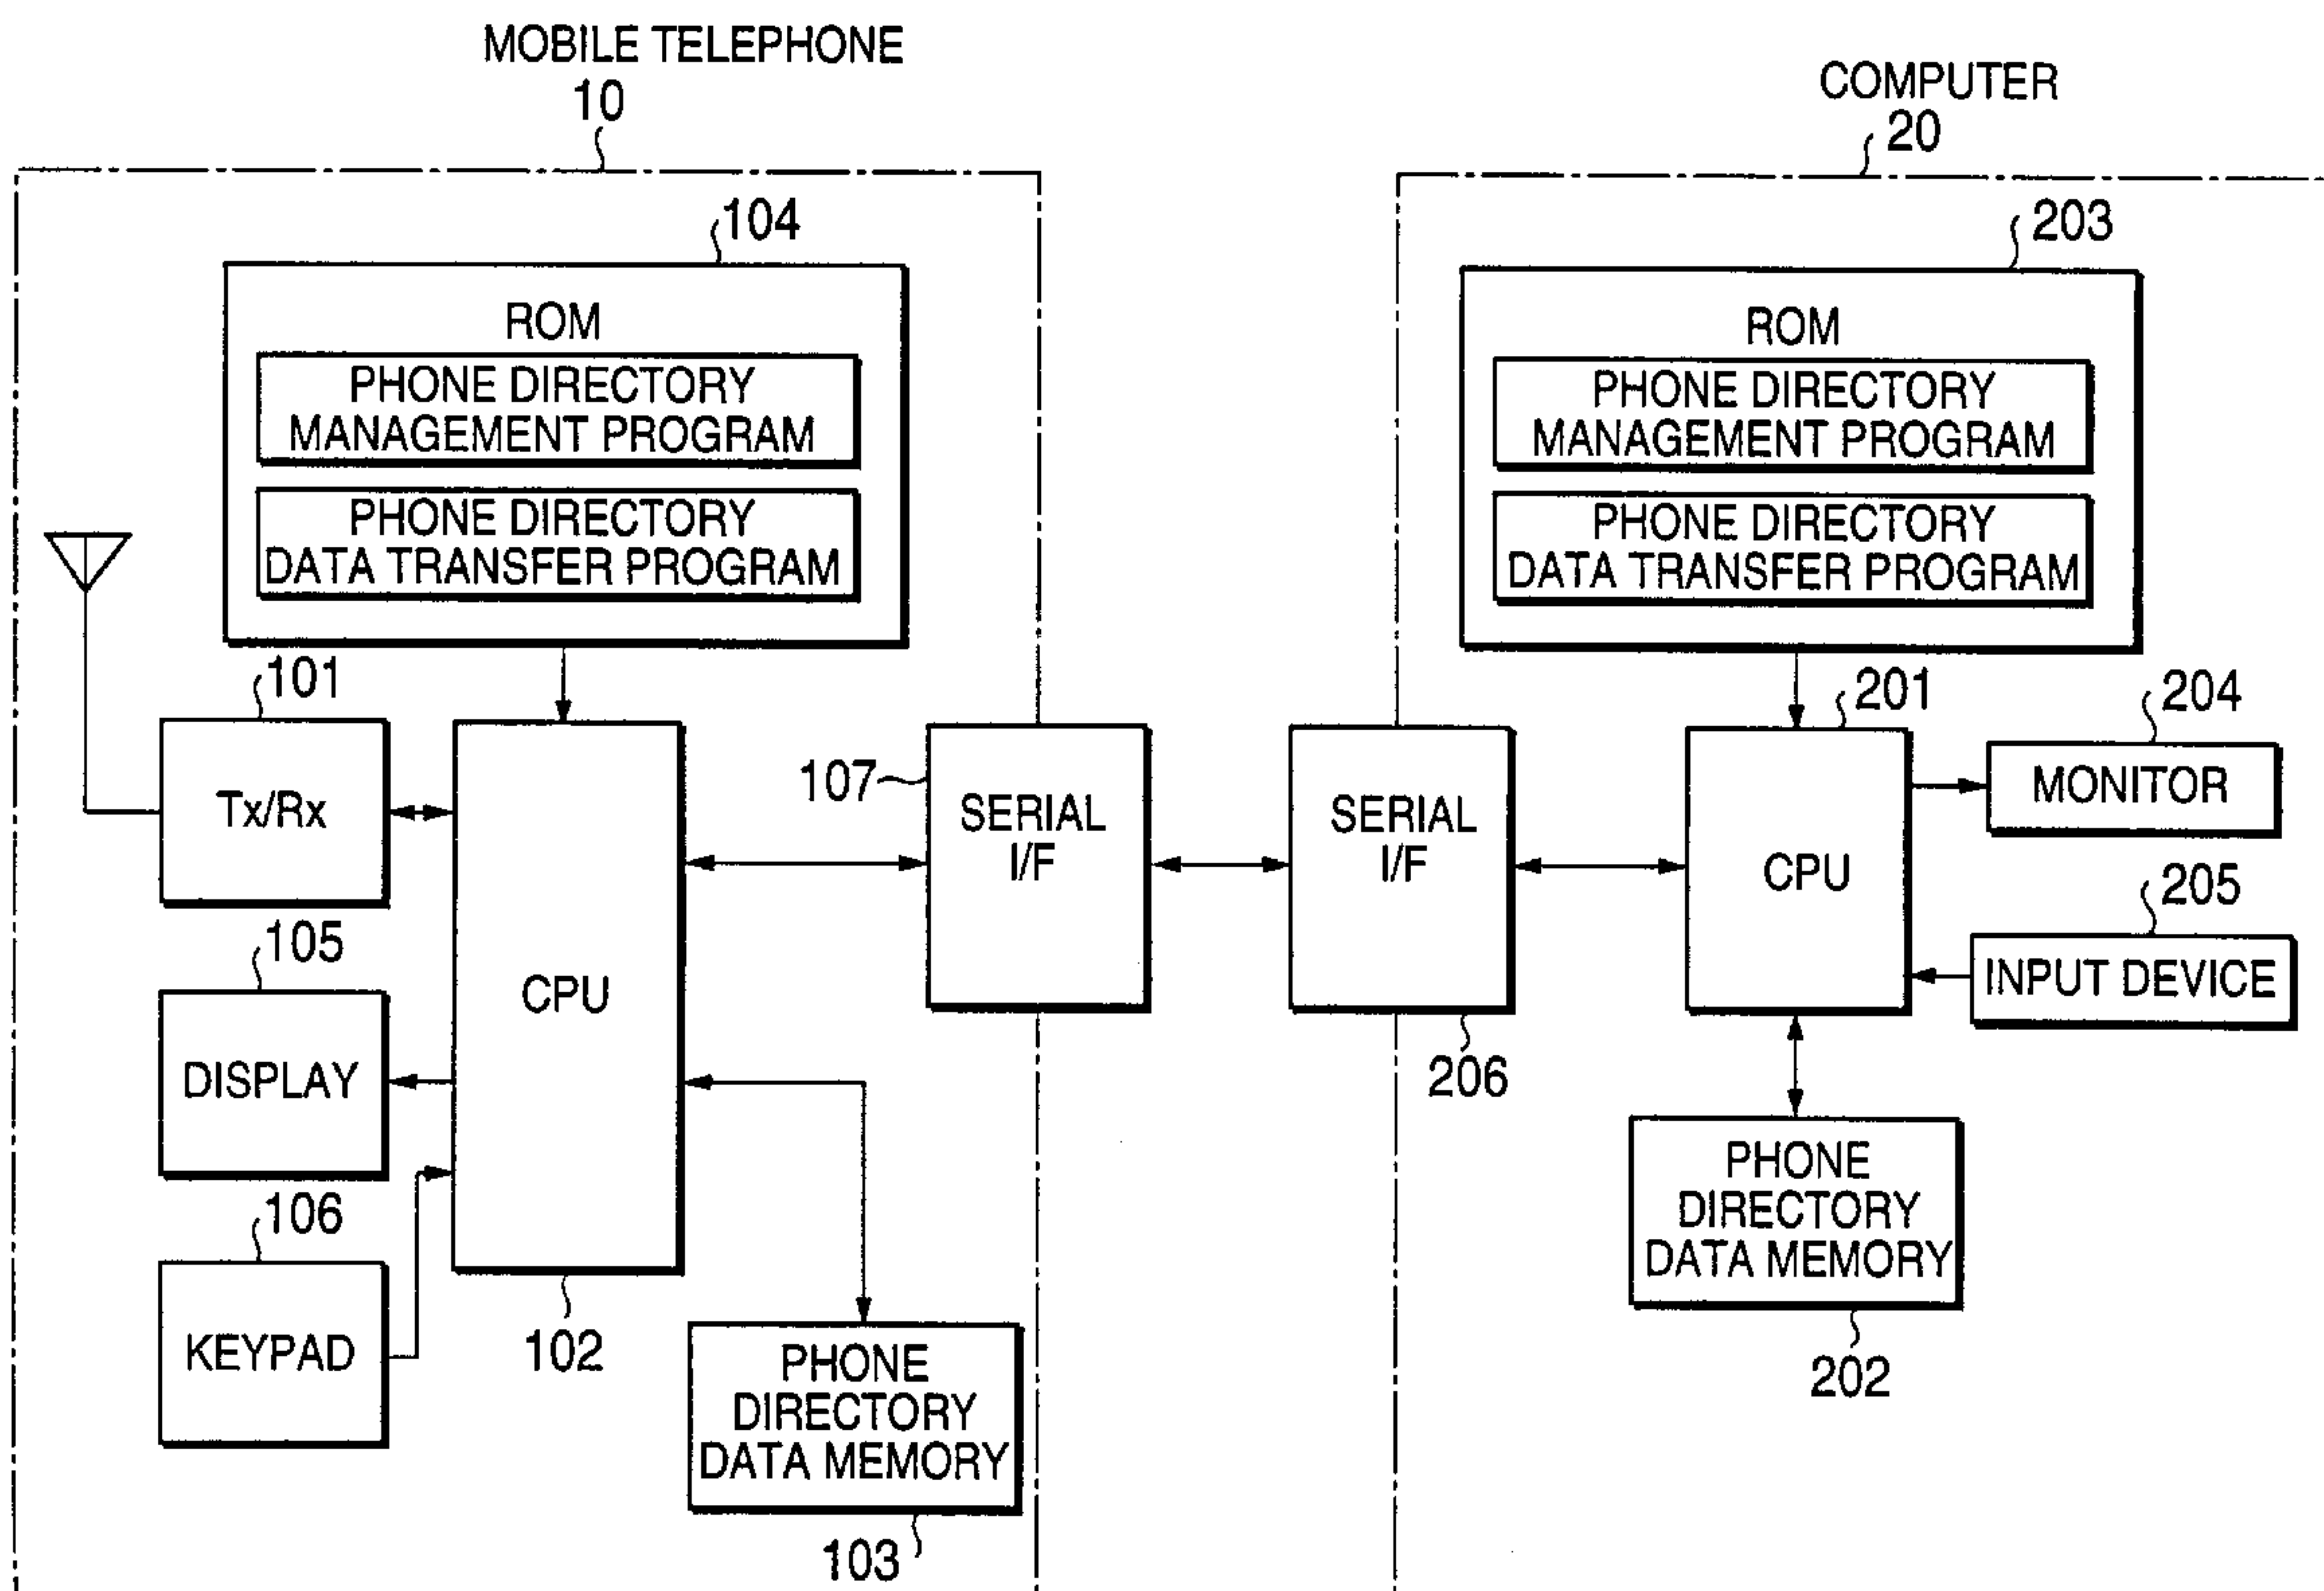 MOBILE TELEPHONE
10
COMPUTER
20
104
ROM
PHONE DIRECTORY
MANAGEMENT PROGRAM
PHONE DIRECTORY
DATA TRANSFER PROGRAM
203
ROM
PHONE DIRECTORY
MANAGEMENT PROGRAM
PHONE DIRECTORY
DATA TRANSFER PROGRAM
101
Tx/Rx
105
DISPLAY
106
KEYPAD
CPU
102
107
SERIAL
I/F
PHONE
DIRECTORY
DATA MEMORY
103
SERIAL
I/F
206
201
CPU
204
MONITOR
205
INPUT DEVICE
PHONE
DIRECTORY
DATA MEMORY
202